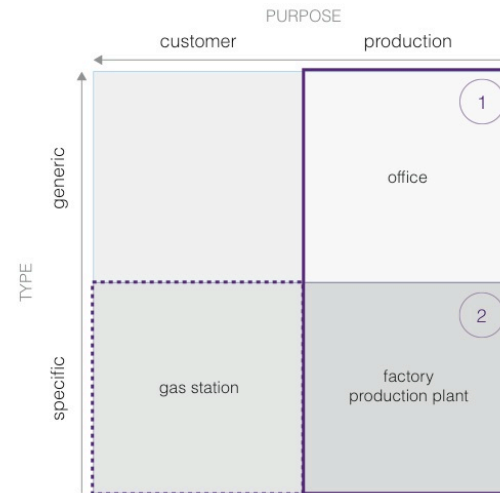 PURPOSE
customer production
TYPE
generic
1
office
specific
2
gas station
factory
production plant